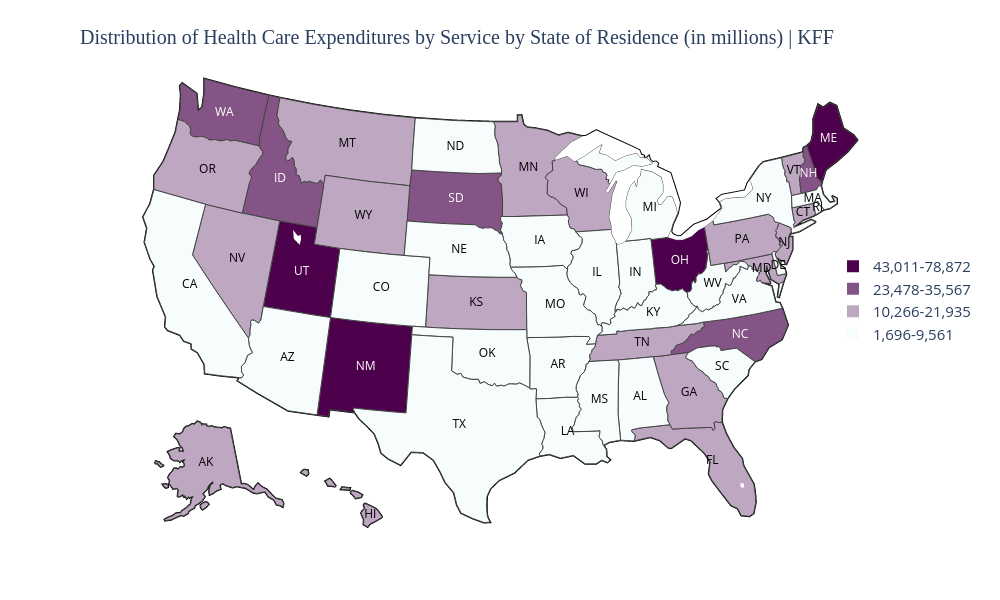 Distribution of Health Care Expenditures by Service by State of Residence (in millions) | KFF
WA
MT
ND
MN
ME
OR
ID
SD
WI
VT
NH
WY
MI
NY
MA
CT
RI
NV
UT
NE
IA
PA
NJ
CA
CO
IL
IN
OH
MD
DE
WV
VA
KS
MO
KY
AZ
NM
OK
AR
TN
NC
SC
TX
LA
MS
AL
GA
AK
HI
FL
43,011-78,872
23,478-35,567
10,266-21,935
1,696-9,561